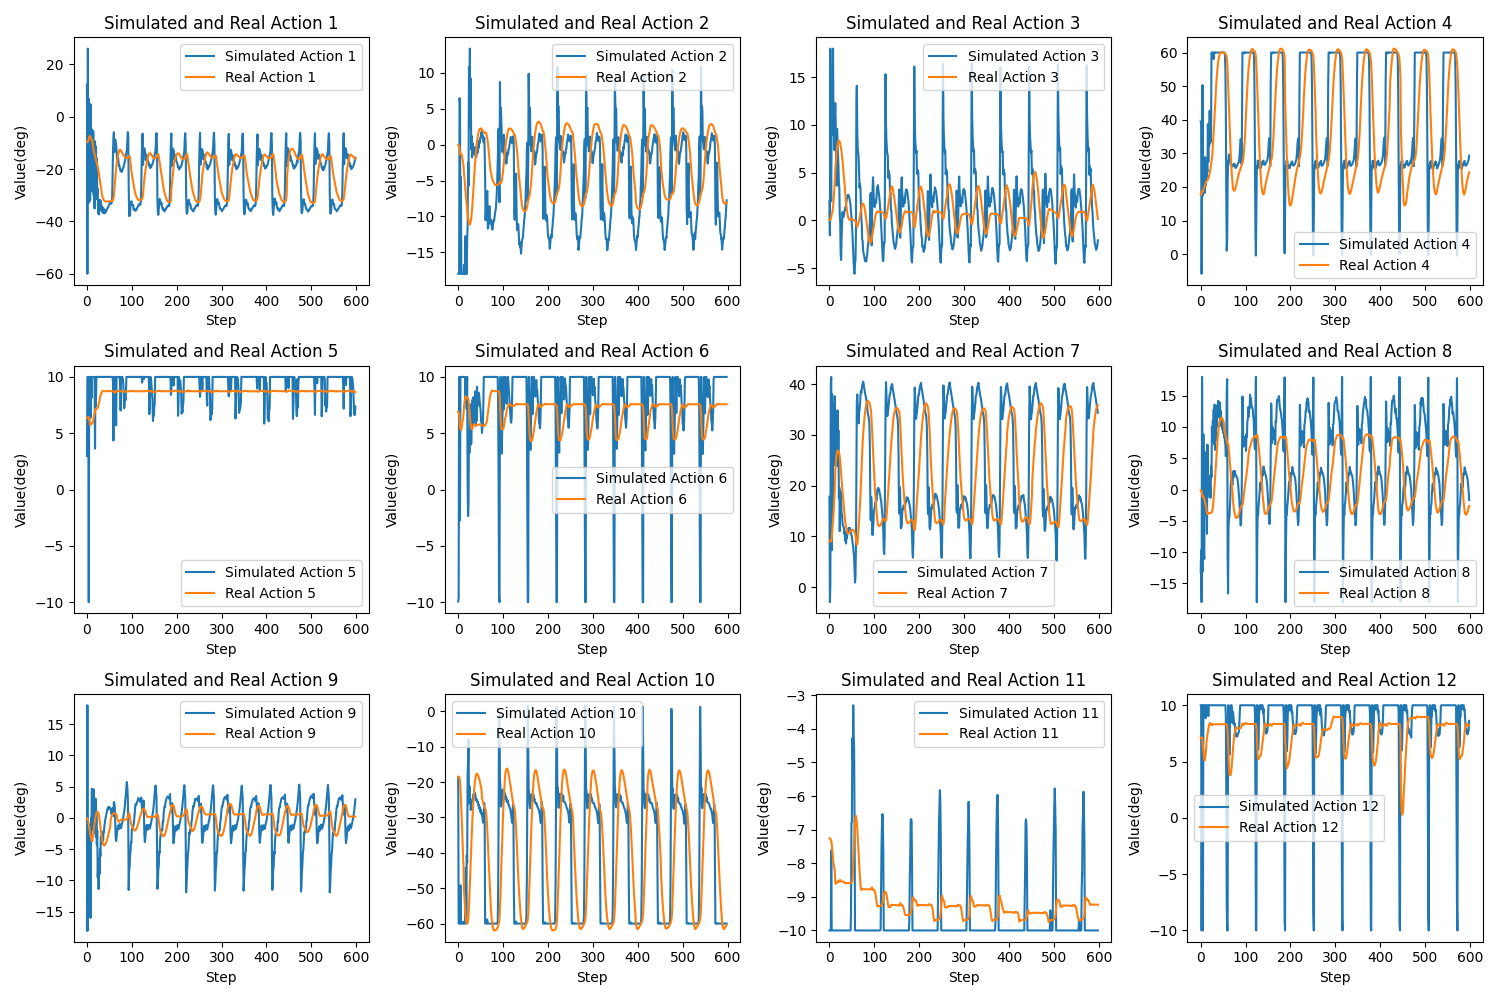 Simulated and Real Action 1
20
0
−20
−40
−60
Value(deg)
Simulated Action 1
Real Action 1
0 100 200 300 400 500 600
Step
Simulated and Real Action 2
10
5
0
−5
−10
−15
Value(deg)
Simulated Action 2
Real Action 2
0 100 200 300 400 500 600
Step
Simulated and Real Action 3
15
10
5
0
−5
Value(deg)
Simulated Action 3
Real Action 3
0 100 200 300 400 500 600
Step
Simulated and Real Action 4
60
50
40
30
20
10
0
Value(deg)
Simulated Action 4
Real Action 4
0 100 200 300 400 500 600
Step
Simulated and Real Action 5
10
5
0
−5
−10
Value(deg)
Simulated Action 5
Real Action 5
0 100 200 300 400 500 600
Step
Simulated and Real Action 6
10
5
0
−5
−10
Value(deg)
Simulated Action 6
Real Action 6
0 100 200 300 400 500 600
Step
Simulated and Real Action 7
40
30
20
10
0
Value(deg)
Simulated Action 7
Real Action 7
0 100 200 300 400 500 600
Step
Simulated and Real Action 8
15
10
5
0
−5
−10
−15
Value(deg)
Simulated Action 8
Real Action 8
0 100 200 300 400 500 600
Step
Simulated and Real Action 9
15
10
5
0
−5
−10
−15
Value(deg)
Simulated Action 9
Real Action 9
0 100 200 300 400 500 600
Step
Simulated and Real Action 10
0
−10
−20
−30
−40
−50
−60
Value(deg)
Simulated Action 10
Real Action 10
0 100 200 300 400 500 600
Step
Simulated and Real Action 11
−3
−4
−5
−6
−7
−8
−9
−10
Value(deg)
Simulated Action 11
Real Action 11
0 100 200 300 400 500 600
Step
Simulated and Real Action 12
10
5
0
−5
−10
Value(deg)
Simulated Action 12
Real Action 12
0 100 200 300 400 500 600
Step